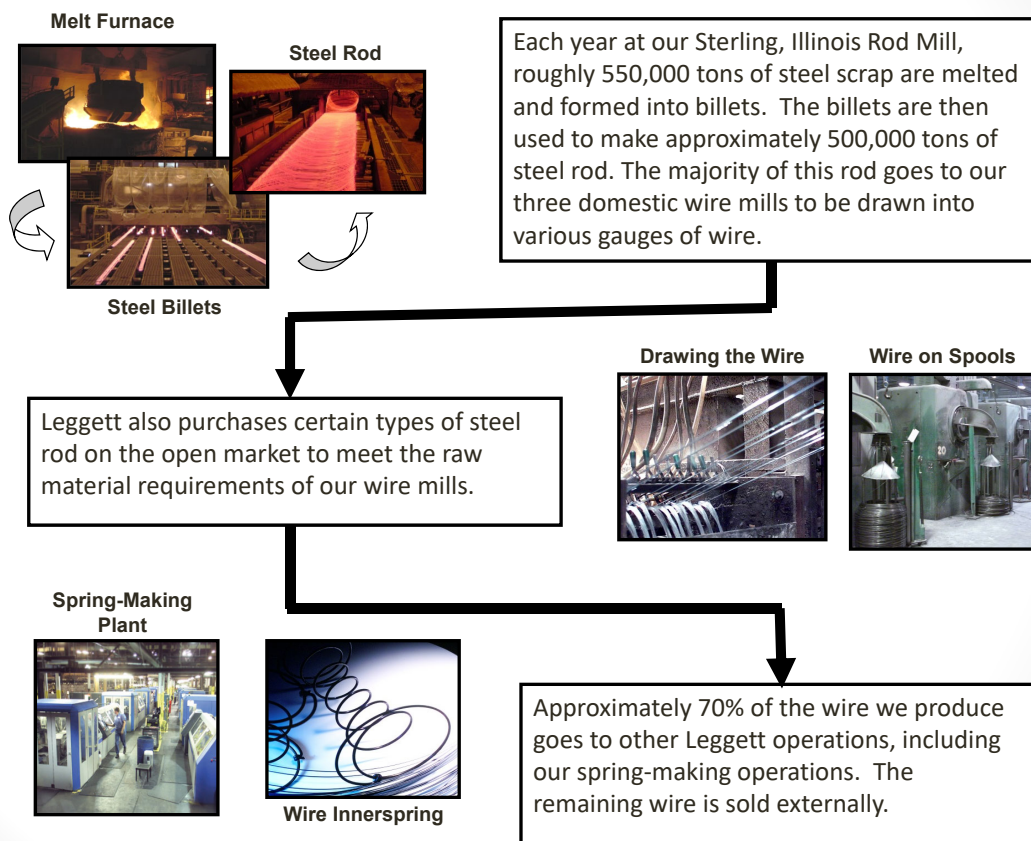 Melt Furnace
Steel Rod
Steel Billets
Each year at our Sterling, Illinois Rod Mill,
roughly 550,000 tons of steel scrap are melted
and formed into billets.  The billets are then
used to make approximately 500,000 tons of
steel rod. The majority of this rod goes to our
three domestic wire mills to be drawn into
various gauges of wire.
Drawing the Wire
Wire on Spools
20
Leggett also purchases certain types of steel
rod on the open market to meet the raw
material requirements of our wire mills.
Spring-Making
Plant
Wire Innerspring
Approximately 70% of the wire we produce
goes to other Leggett operations, including
our spring-making operations.  The
remaining wire is sold externally.